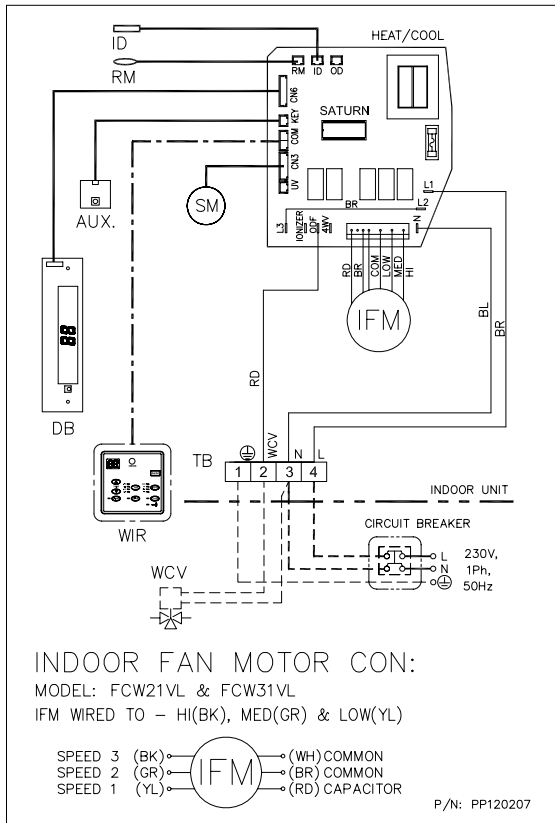 ID
HEAT/COOL
RM
RM ID OD
CN6
KEY
SATURN
COM
CN3
UV
AUX.
SM
L1
BR
L2
L3
IONIZER
ODF
4WV
N
RD
BR
COM
LOW
MED
HI
IFM
BL
BR
RD
88
DB
WCV
N
L
TB
1 2 3 4
INDOOR UNIT
WIR
CIRCUIT BREAKER
WCV
L
N
230V,
1Ph,
50Hz
INDOOR FAN MOTOR CON:
MODEL: FCW21VL & FCW31VL
IFM WIRED TO – HI(BK), MED(GR) & LOW(YL)
SPEED 3 (BK)
SPEED 2 (GR)
SPEED 1 (YL)
IFM
(WH) COMMON
(BR) COMMON
(RD) CAPACITOR
P/N: PP120207